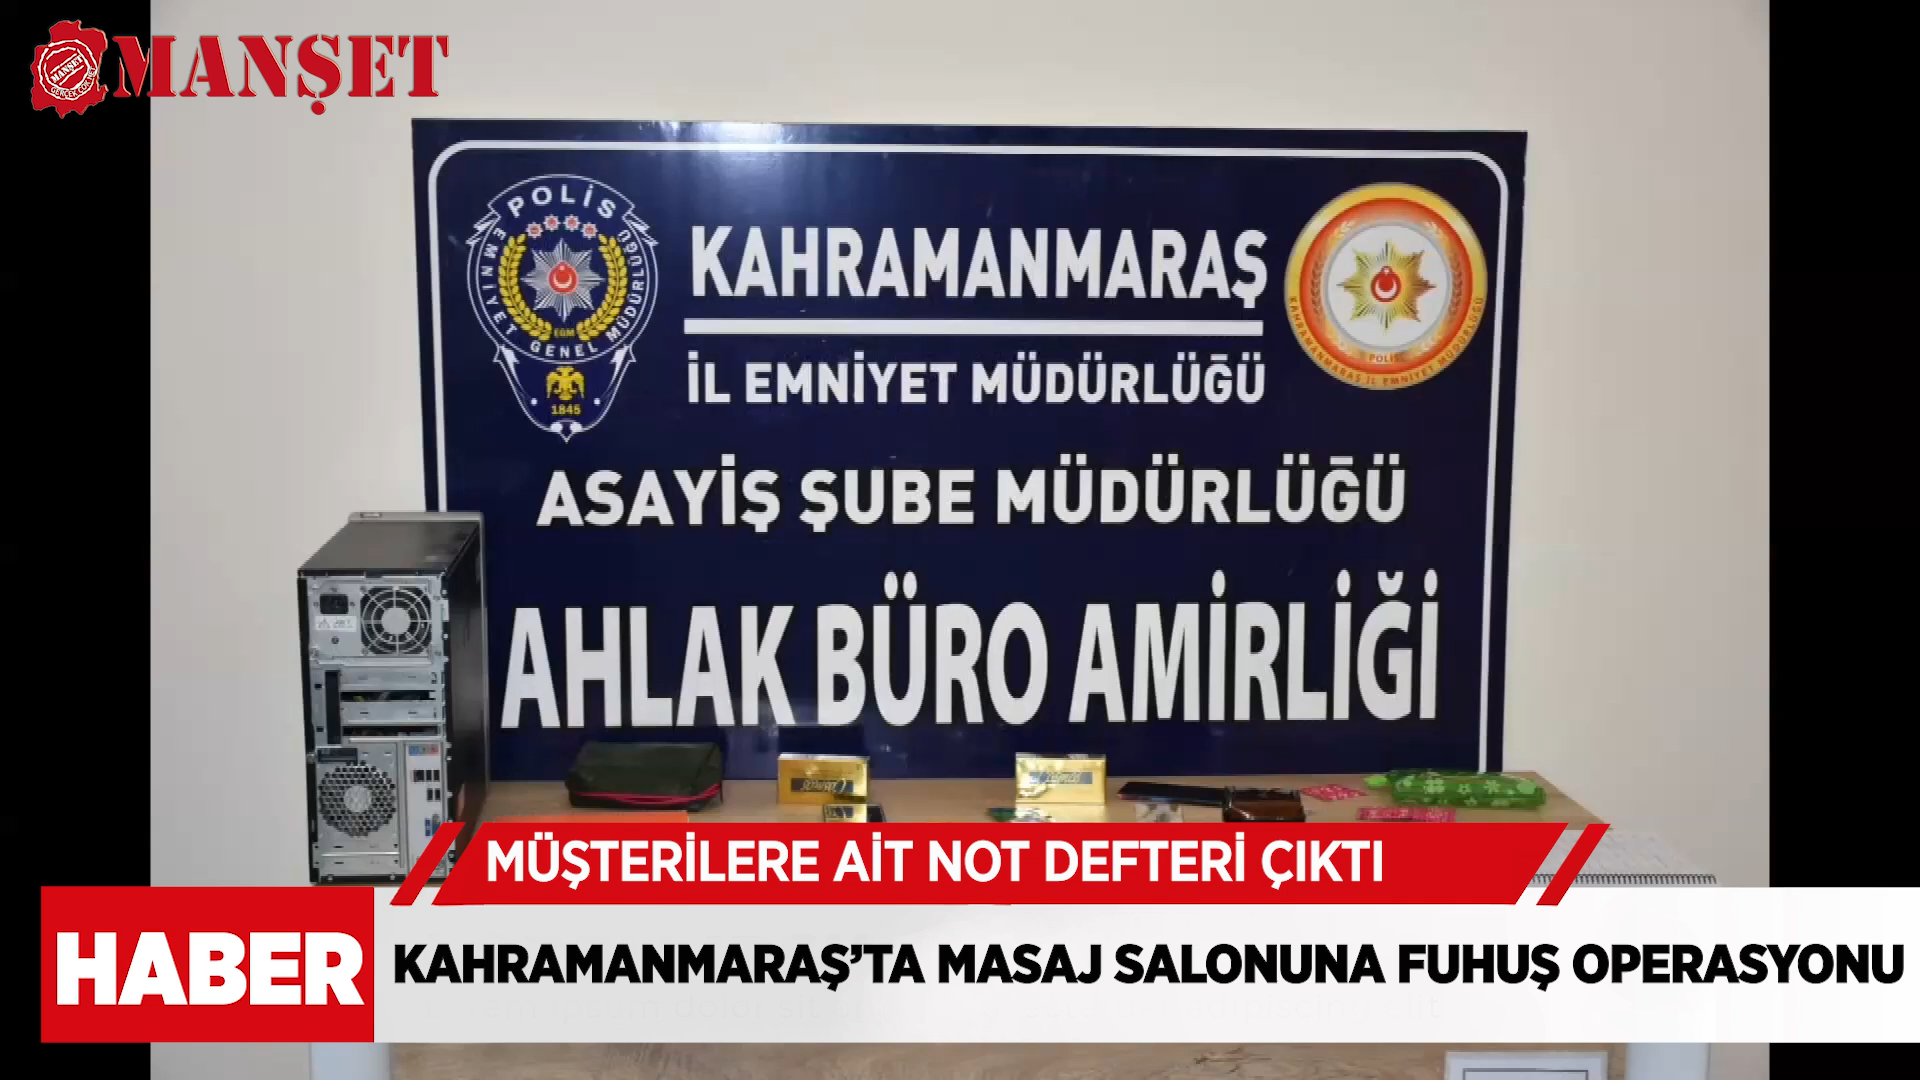 MANŞET
MANŞET
POLİS
EMNİYET GENEL MÜDÜRLÜĞÜ
EGM
1845
KAHRAMANMARAŞ
İL EMNİYET MÜDÜRLÜĞÜ
POLİS
KAHRAMANMARAŞ İL EMNİYET MÜDÜRLÜĞÜ
ASAYİŞ ŞUBE MÜDÜRLÜĞÜ
AHLAK BÜRO AMİRLİĞİ
MÜŞTERİLERE AİT NOT DEFTERİ ÇIKTI
HABER
KAHRAMANMARAŞ’TA MASAJ SALONUNA FUHUŞ OPERASYONU